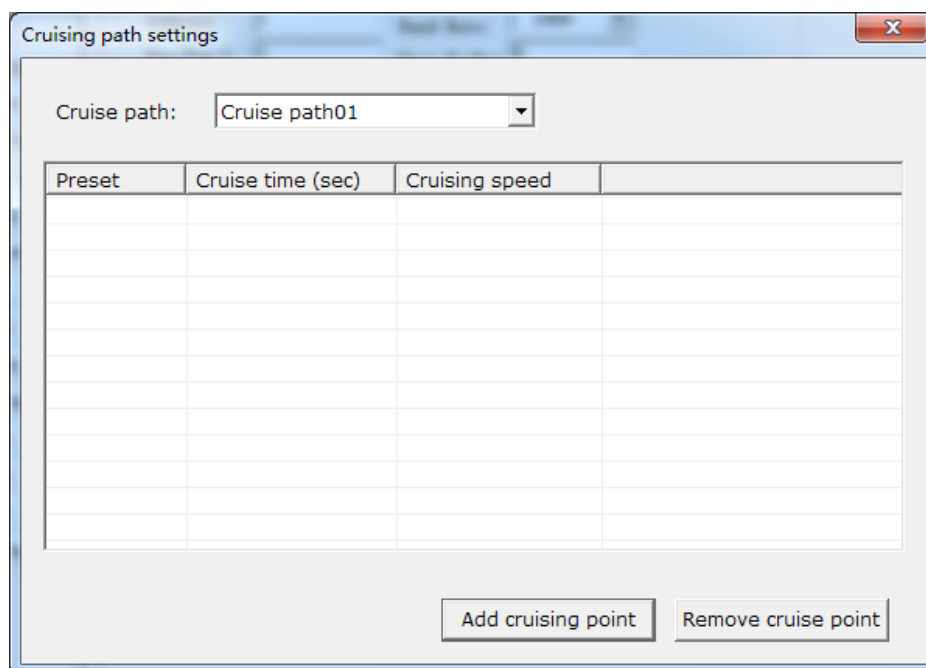 Cruising path settings
Cruise path: Cruise path01
Preset Cruise time (sec) Cruising speed
Add cruising point Remove cruise point